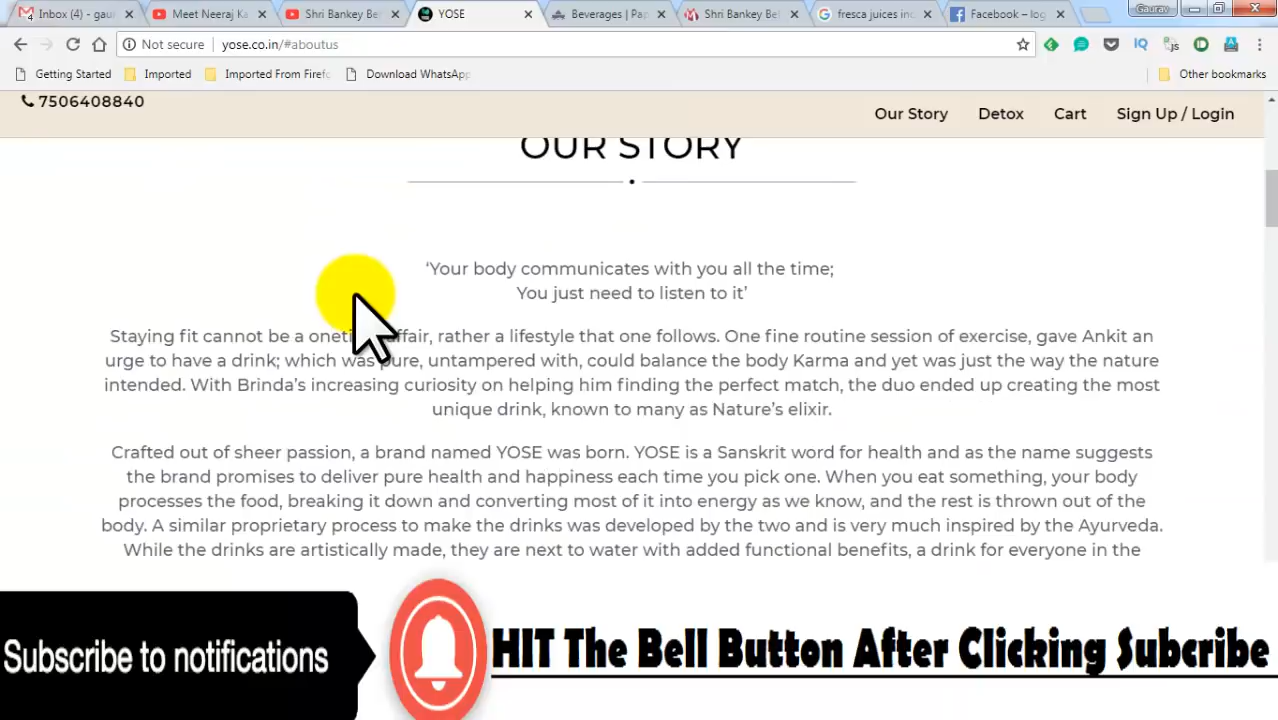 Inbox (4) - gau
Meet Neeraj Ka
Shri Bankey Be
YOSE
Beverages | Pap
Shri Bankey Be
fresca juices inc
Facebook – log
Gaurav
Not secure | yose.co.in/#aboutus
Getting Started
Imported
Imported From Firefo
Download WhatsApp
Other bookmarks
7506408840
Our Story
Detox
Cart
Sign Up / Login
OUR STORY
‘Your body communicates with you all the time;
You just need to listen to it’
Staying fit cannot be a onetime affair, rather a lifestyle that one follows. One fine routine session of exercise, gave Ankit an
urge to have a drink; which was pure, untampered with, could balance the body Karma and yet was just the way the nature
intended. With Brinda’s increasing curiosity on helping him finding the perfect match, the duo ended up creating the most
unique drink, known to many as Nature’s elixir.
Crafted out of sheer passion, a brand named YOSE was born. YOSE is a Sanskrit word for health and as the name suggests
the brand promises to deliver pure health and happiness each time you pick one. When you eat something, your body
processes the food, breaking it down and converting most of it into energy as we know, and the rest is thrown out of the
body. A similar proprietary process to make the drinks was developed by the two and is very much inspired by the Ayurveda.
While the drinks are artistically made, they are next to water with added functional benefits, a drink for everyone in the
Subscribe to notifications
HIT The Bell Button After Clicking Subcribe